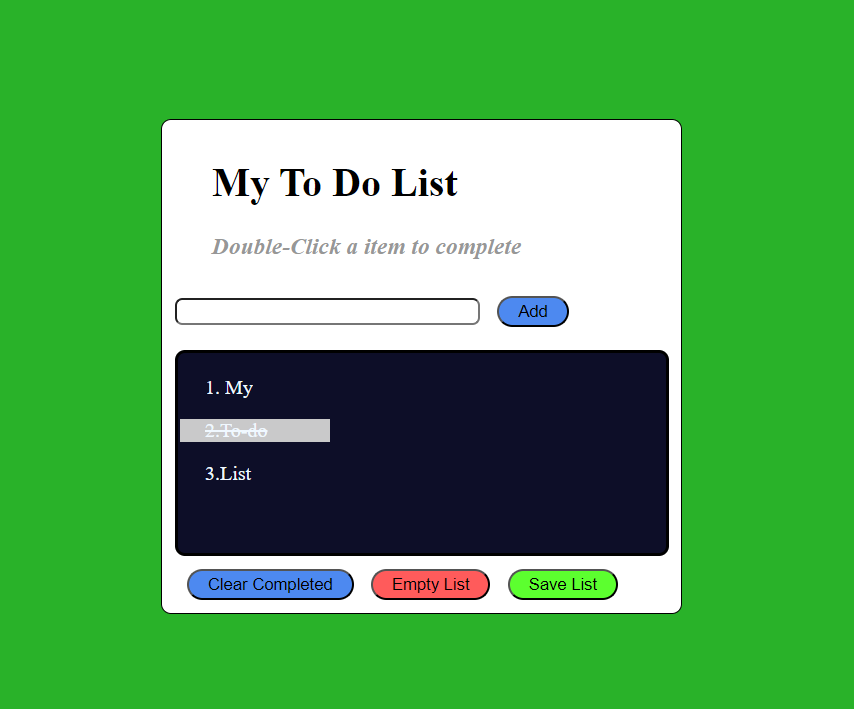 My To Do List
Double-Click a item to complete
Add
1. My
2.To-do
3.List
Clear Completed Empty List Save List